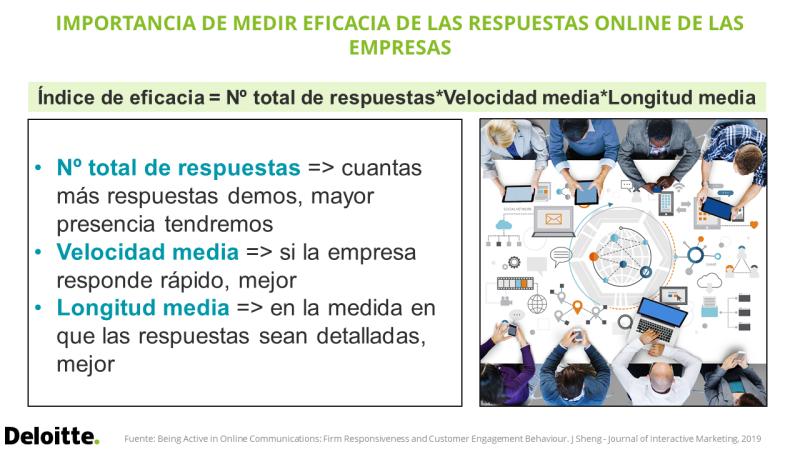 IMPORTANCIA DE MEDIR EFICACIA DE LAS RESPUESTAS ONLINE DE LAS
EMPRESAS
Índice de eficacia = Nº total de respuestas*Velocidad media*Longitud media
• Nº total de respuestas => cuantas
más respuestas demos, mayor
presencia tendremos
• Velocidad media => si la empresa
responde rápido, mejor
• Longitud media => en la medida en
que las respuestas sean detalladas,
mejor
SOCIAL NETWORK
Deloitte.
Fuente: Being Active in Online Communications: Firm Responsiveness and Customer Engagement Behaviour. J Sheng - Journal of Interactive Marketing, 2019